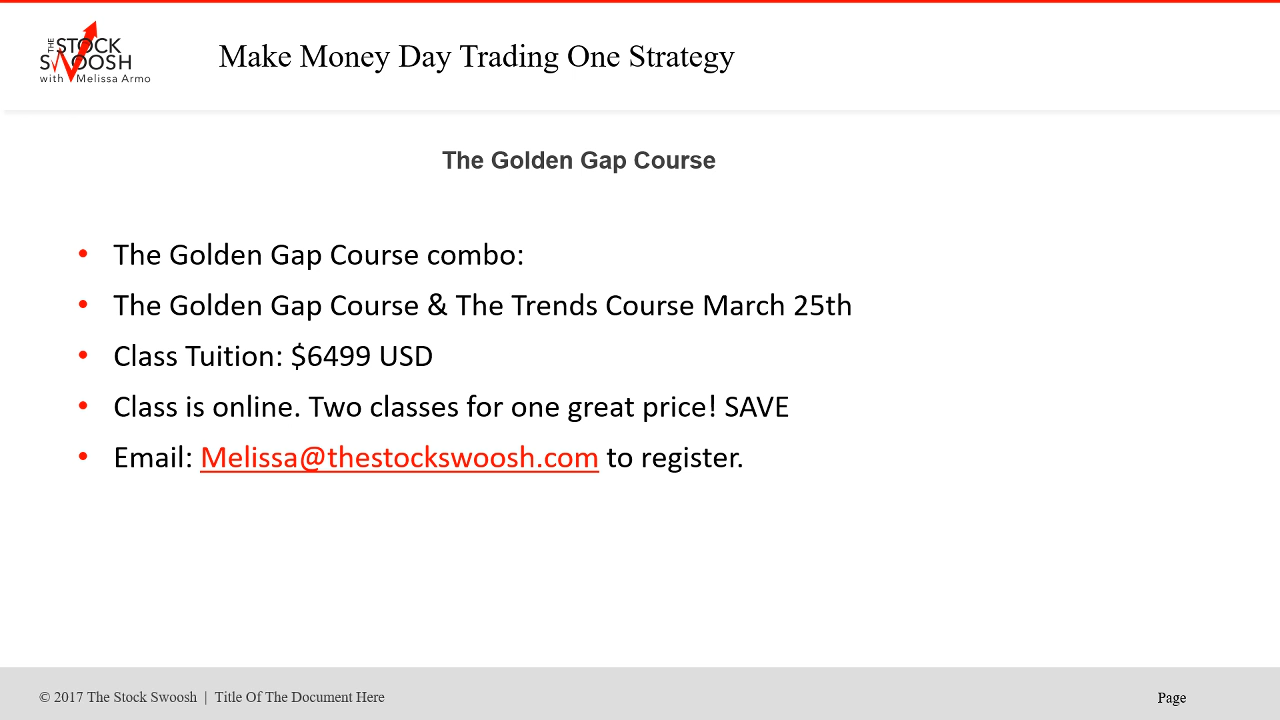 THE STOCK
SWOOSH
with Melissa Armo
Make Money Day Trading One Strategy
The Golden Gap Course
• The Golden Gap Course combo:
• The Golden Gap Course & The Trends Course March 25th
• Class Tuition: $6499 USD
• Class is online. Two classes for one great price! SAVE
• Email: Melissa@thestockswoosh.com to register.
© 2017 The Stock Swoosh | Title Of The Document Here
Page